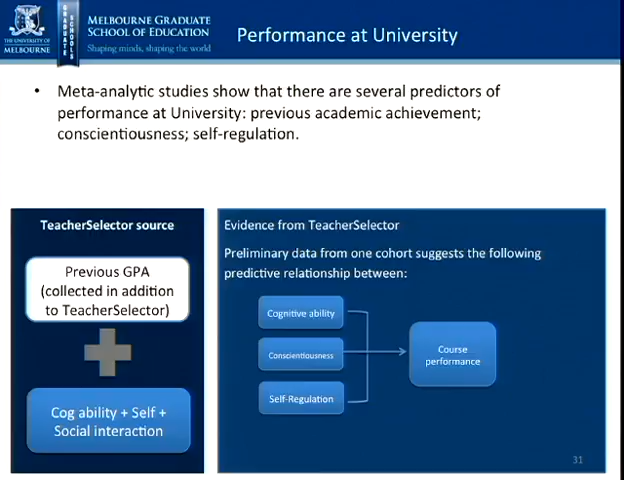 THE UNIVERSITY OF
MELBOURNE
GRADUATE
SCHOOLS
MELBOURNE GRADUATE
SCHOOL OF EDUCATION
Shaping minds, shaping the world
Performance at University
• Meta-analytic studies show that there are several predictors of
performance at University: previous academic achievement;
conscientiousness; self-regulation.
TeacherSelector source
Previous GPA
(collected in addition
to TeacherSelector)
Cog ability + Self +
Social interaction
Evidence from TeacherSelector
Preliminary data from one cohort suggests the following
predictive relationship between:
Cognitive ability
Conscientiousness
Self-Regulation
Course
performance
31